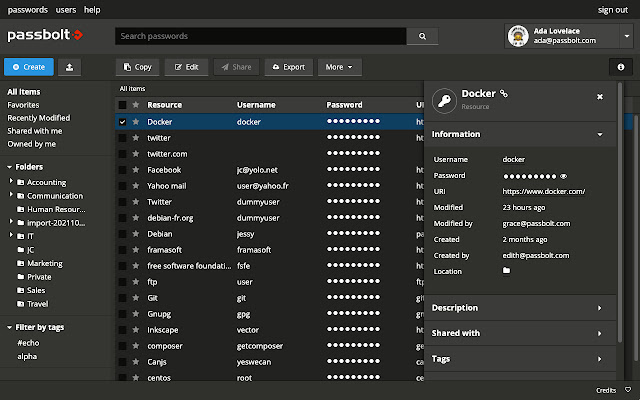 passwords users help sign out
passbolt
Search passwords
Ada Lovelace
ada@passbolt.com
Create
Copy Edit Share Export More
All Items
Favorites
Recently Modified
Shared with me
Owned by me
Folders
Accounting
Communication
Human Resour...
import-202110...
IT
JC
Marketing
Private
Sales
Travel
Filter by tags
#echo
alpha
All items
Resource Username Password
Docker docker ●●●●●●●●● ht
twitter ●●●●●●●●● ht
twitter.com ●●●●●●●●●
Facebook jc@yolo.net ●●●●●●●●● ht
Yahoo mail user@yahoo.fr ●●●●●●●●● ht
Twitter dummyuser ●●●●●●●●● ht
debian-fr.org dummyuser ●●●●●●●●● ht
Debian jessy ●●●●●●●●● pa
framasoft framasoft ●●●●●●●●● ht
free software foundati... fsfe ●●●●●●●●● ht
ftp user ●●●●●●●●● ft
Git git ●●●●●●●●● ht
Gnupg gpg ●●●●●●●●● ht
Inkscape vector ●●●●●●●●● ht
composer getcomposer ●●●●●●●●● ht
Canjs yeswecan ●●●●●●●●● ht
centos root ●●●●●●●●● ht
Docker
Resource
Information
Username docker
Password ●●●●●●●●●
URI https://www.docker.com/
Modified 23 hours ago
Modified by grace@passbolt.com
Created 2 months ago
Created by edith@passbolt.com
Location
Description
Shared with
Tags
Credits